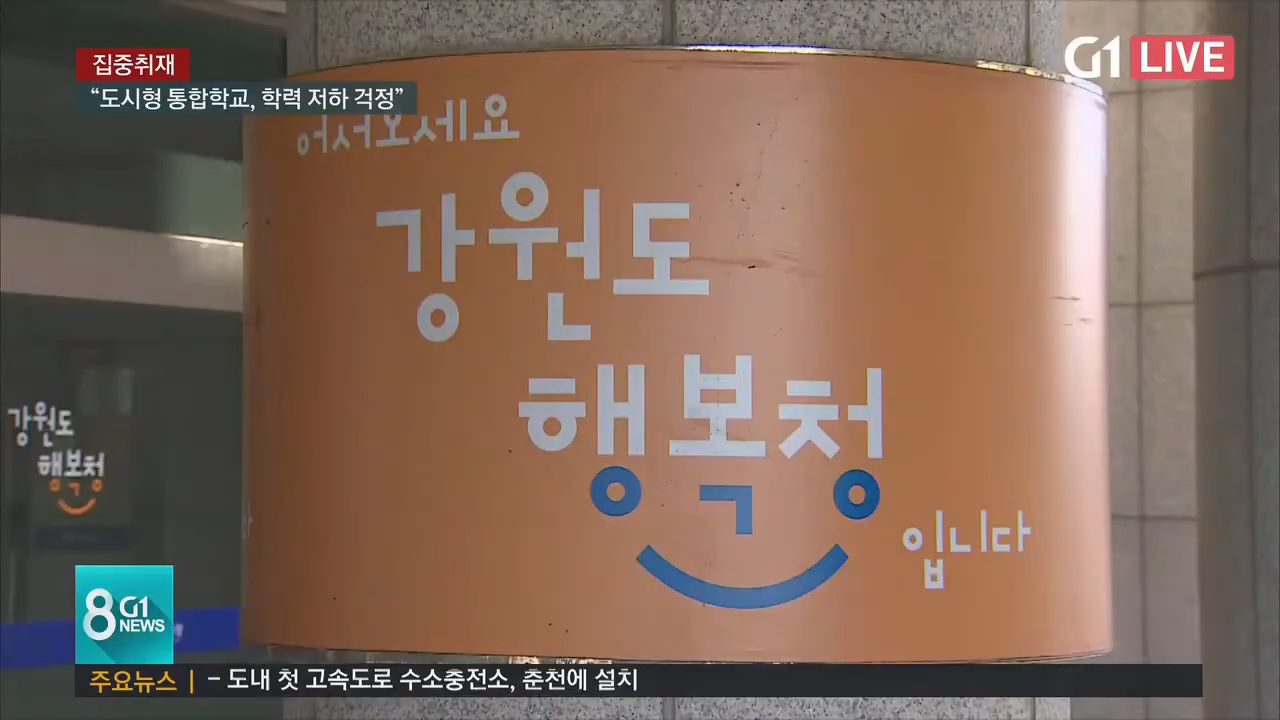 집중취재
“도시형 통합학교, 학력 저하 걱정”
G1 LIVE
어서오세요
강원도
행복청
입니다
강원도
행복청
8 G1 NEWS
주요뉴스 | - 도내 첫 고속도로 수소충전소, 춘천에 설치